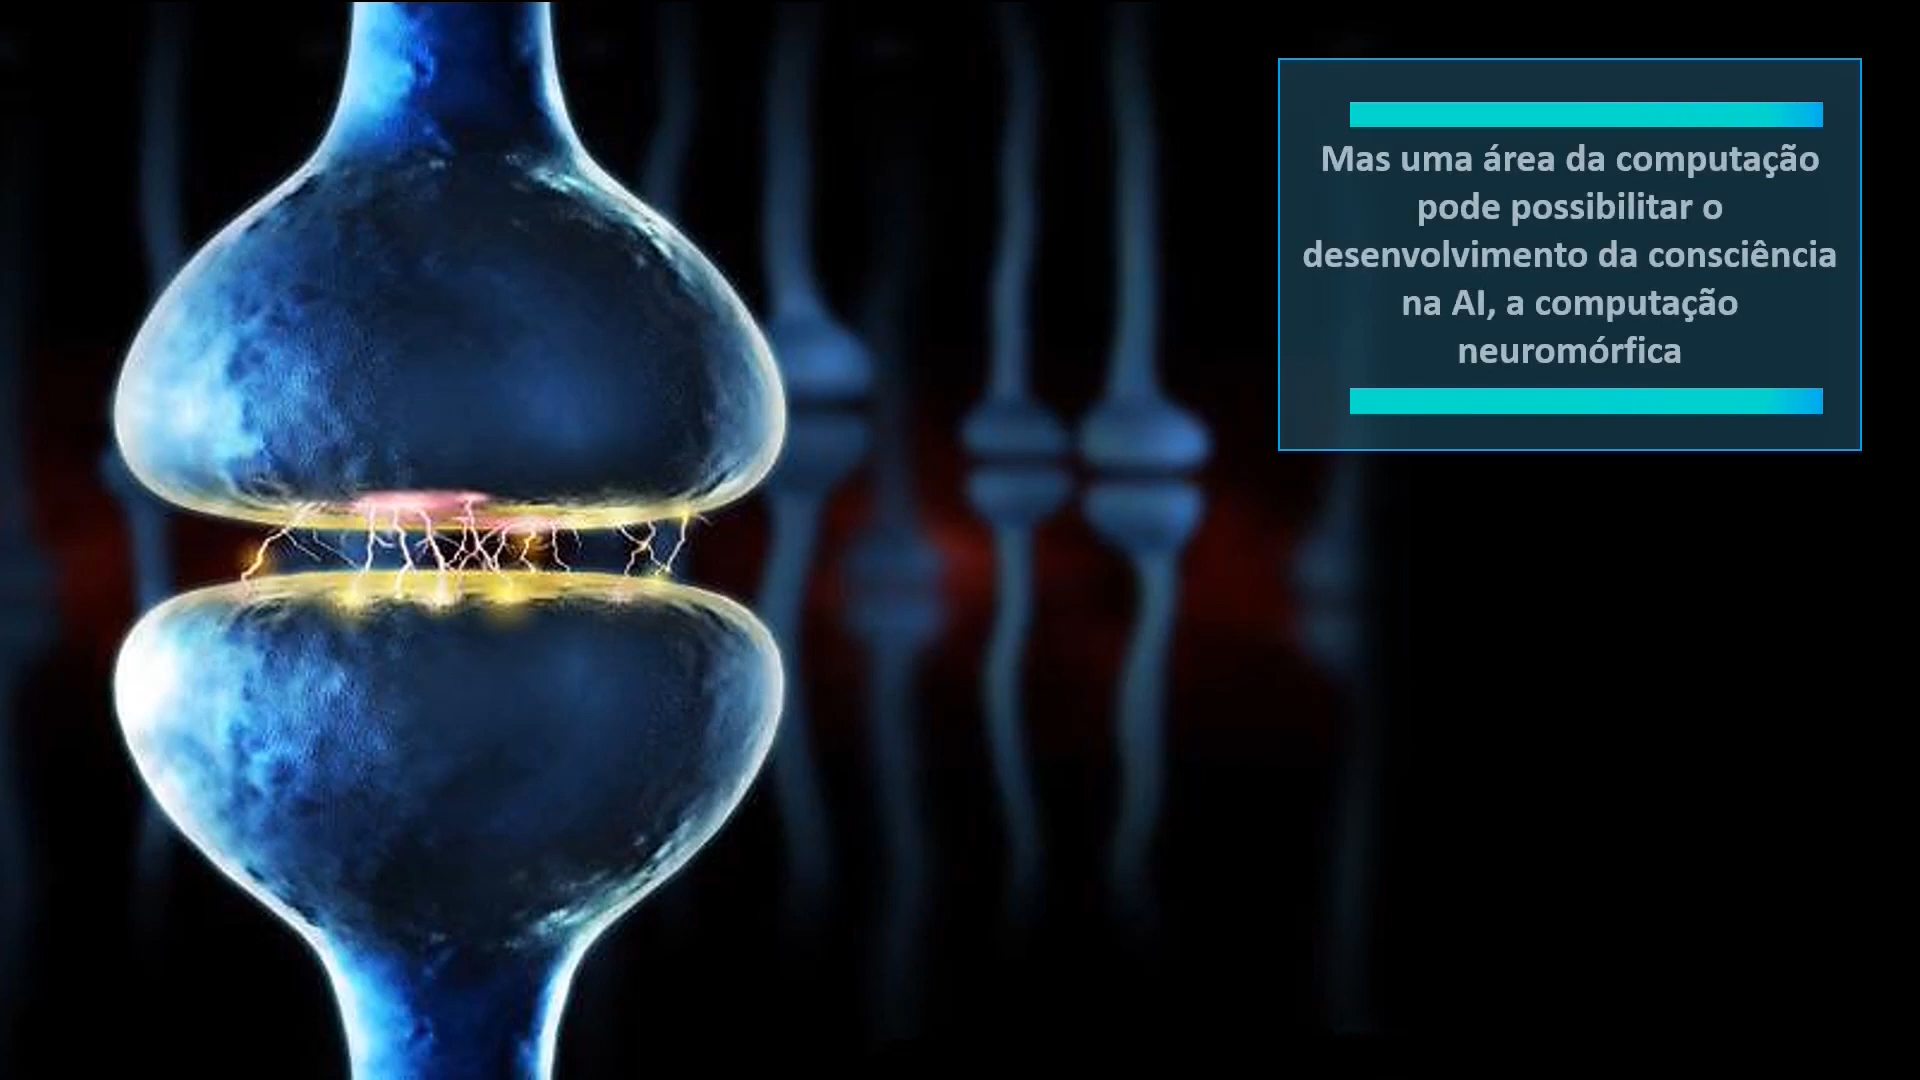 Mas uma área da computação
pode possibilitar o
desenvolvimento da consciência
na AI, a computação
neuromórfica